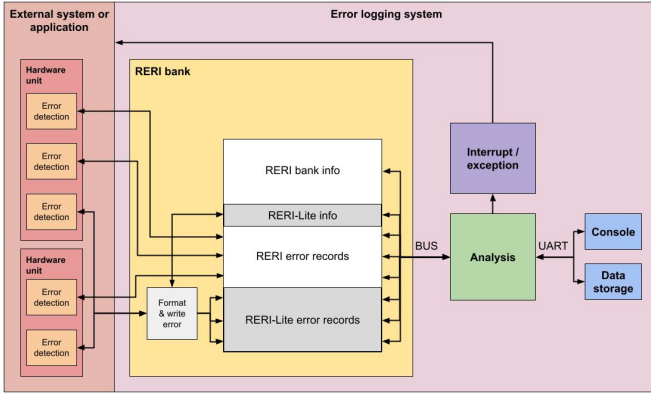 External system or
application
Error logging system
Hardware
unit
Error
detection
Error
detection
Error
detection
Hardware
unit
Error
detection
Error
detection
RERI bank
RERI bank info
RERI-Lite info
RERI error records
RERI-Lite error records
Format
& write
error
BUS
Interrupt /
exception
Analysis
UART
Console
Data
storage